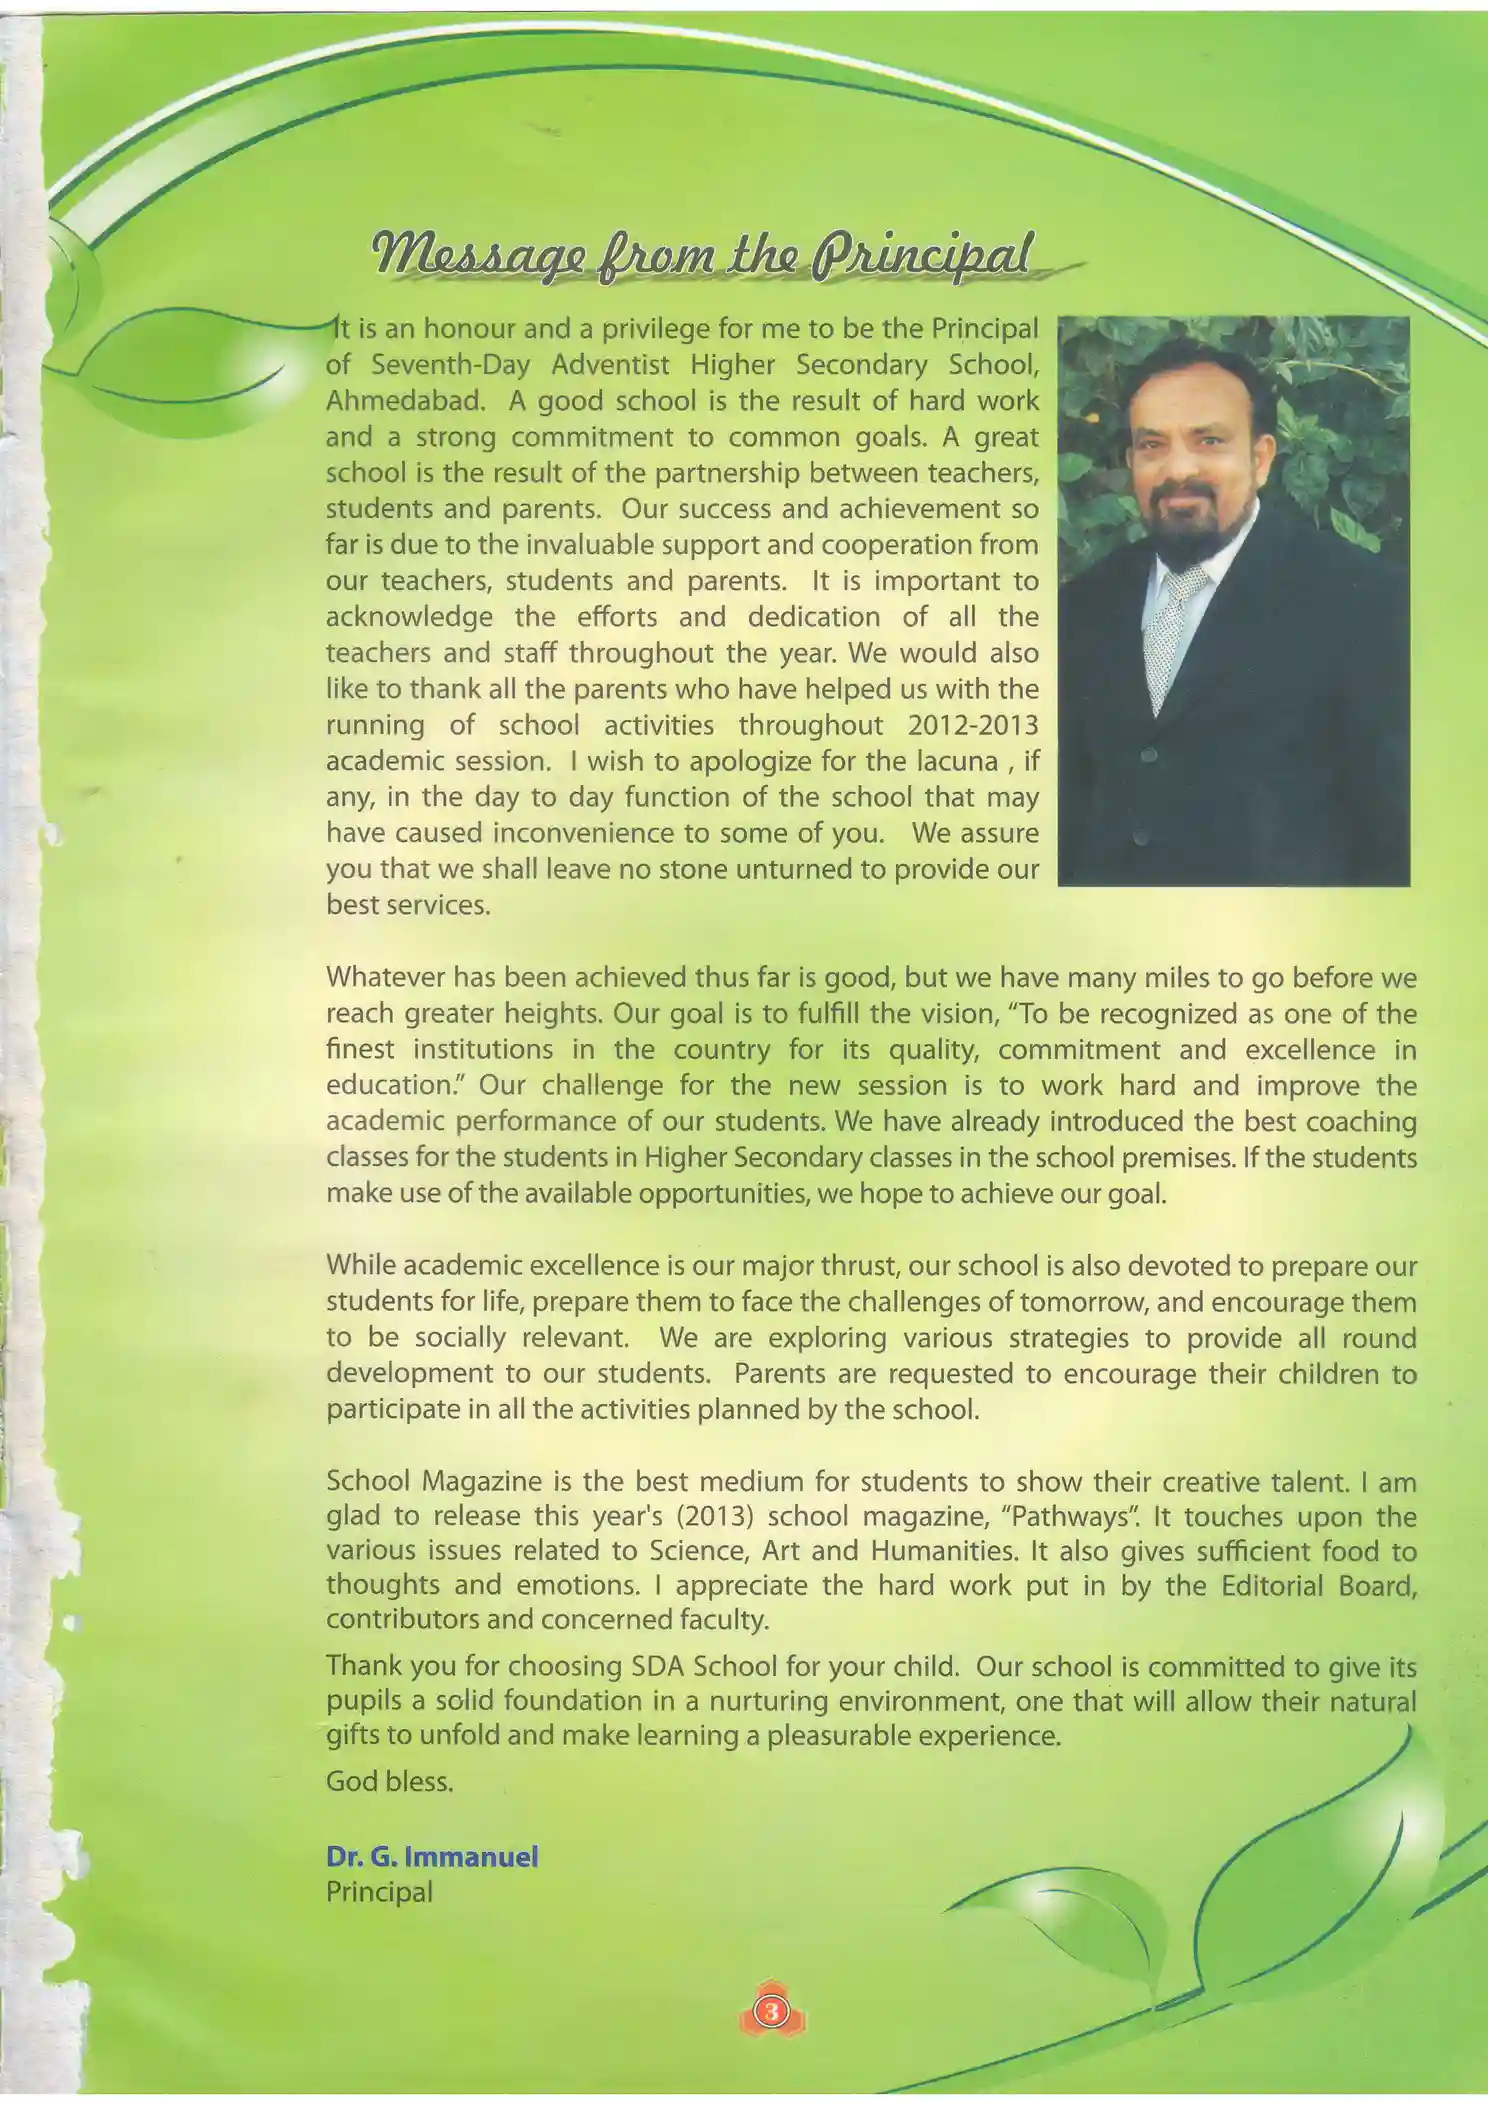 Message from the Principal
It is an honour and a privilege for me to be the Principal
of Seventh-Day Adventist Higher Secondary School,
Ahmedabad. A good school is the result of hard work
and a strong commitment to common goals. A great
school is the result of the partnership between teachers,
students and parents. Our success and achievement so
far is due to the invaluable support and cooperation from
our teachers, students and parents. It is important to
acknowledge the efforts and dedication of all the
teachers and staff throughout the year. We would also
like to thank all the parents who have helped us with the
running of school activities throughout 2012-2013
academic session. I wish to apologize for the lacuna , if
any, in the day to day function of the school that may
have caused inconvenience to some of you. We assure
you that we shall leave no stone unturned to provide our
best services.
Whatever has been achieved thus far is good, but we have many miles to go before we
reach greater heights. Our goal is to fulfill the vision, “To be recognized as one of the
finest institutions in the country for its quality, commitment and excellence in
education.” Our challenge for the new session is to work hard and improve the
academic performance of our students. We have already introduced the best coaching
classes for the students in Higher Secondary classes in the school premises. If the students
make use of the available opportunities, we hope to achieve our goal.
While academic excellence is our major thrust, our school is also devoted to prepare our
students for life, prepare them to face the challenges of tomorrow, and encourage them
to be socially relevant. We are exploring various strategies to provide all round
development to our students. Parents are requested to encourage their children to
participate in all the activities planned by the school.
School Magazine is the best medium for students to show their creative talent. I am
glad to release this year's (2013) school magazine, “Pathways”. It touches upon the
various issues related to Science, Art and Humanities. It also gives sufficient food to
thoughts and emotions. I appreciate the hard work put in by the Editorial Board,
contributors and concerned faculty.
Thank you for choosing SDA School for your child. Our school is committed to give its
pupils a solid foundation in a nurturing environment, one that will allow their natural
gifts to unfold and make learning a pleasurable experience.
God bless.
Dr. G. Immanuel
Principal
3